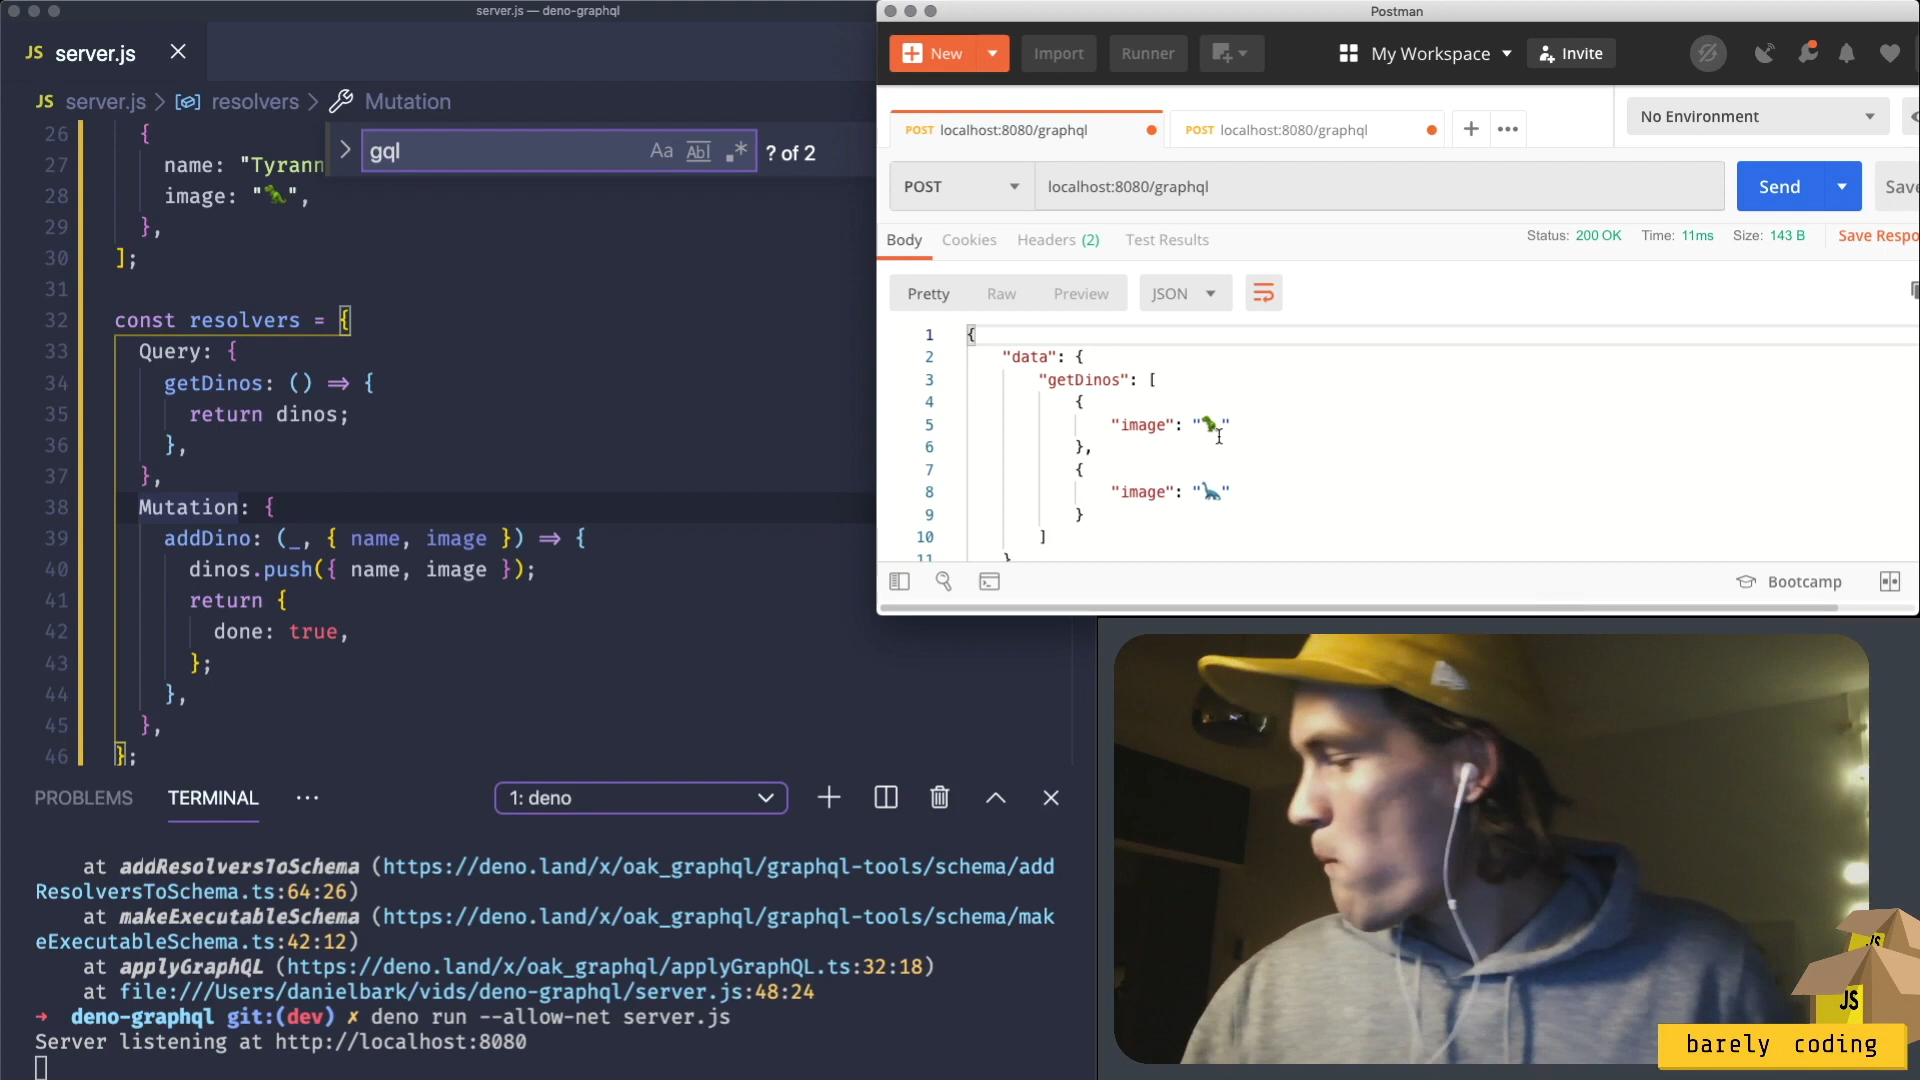 server.js — deno-graphql
JS server.js
JS server.js > resolvers > Mutation
gql Aa Abl .* ? of 2
26 {
27 name: "Tyrann
28 image: "🦖",
29 },
30 ];
31
32 const resolvers = {
33 Query: {
34 getDinos: () => {
35 return dinos;
36 },
37 },
38 Mutation: {
39 addDino: (_, { name, image }) => {
40 dinos.push({ name, image });
41 return {
42 done: true,
43 };
44 },
45 },
46 };
PROBLEMS TERMINAL ... 1: deno
at addResolversToSchema (https://deno.land/x/oak_graphql/graphql-tools/schema/add
ResolversToSchema.ts:64:26)
at makeExecutableSchema (https://deno.land/x/oak_graphql/graphql-tools/schema/mak
eExecutableSchema.ts:42:12)
at applyGraphQL (https://deno.land/x/oak_graphql/applyGraphQL.ts:32:18)
at file:///Users/danielbark/vids/deno-graphql/server.js:48:24
→ deno-graphql git:(dev) ✗ deno run --allow-net server.js
Server listening at http://localhost:8080
Postman
New Import Runner My Workspace Invite
POST localhost:8080/graphql POST localhost:8080/graphql + ••• No Environment
POST localhost:8080/graphql Send Save
Body Cookies Headers (2) Test Results Status: 200 OK Time: 11ms Size: 143 B Save Respo
Pretty Raw Preview JSON
1 {
2 "data": {
3 "getDinos": [
4 {
5 "image": "🦖"
6 },
7 {
8 "image": "🦕"
9 }
10 ]
11 }
Bootcamp
JS
JS
barely coding